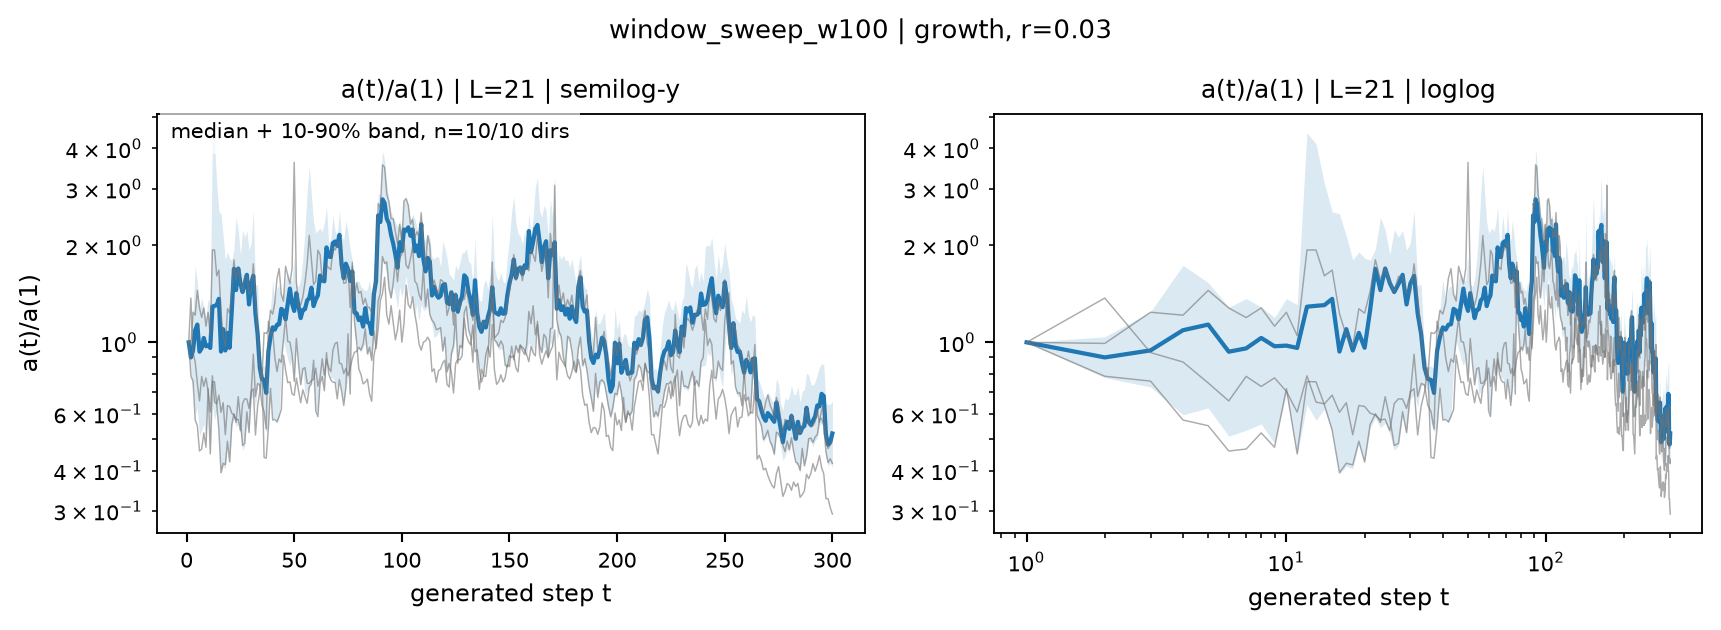 window_sweep_w100 | growth, r=0.03
a(t)/a(1) | L=21 | semilog-y
median + 10-90% band, n=10/10 dirs
a(t)/a(1)
4 × 10⁰
3 × 10⁰
2 × 10⁰
10⁰
6 × 10⁻¹
4 × 10⁻¹
3 × 10⁻¹
0 50 100 150 200 250 300
generated step t
a(t)/a(1) | L=21 | loglog
4 × 10⁰
3 × 10⁰
2 × 10⁰
10⁰
6 × 10⁻¹
4 × 10⁻¹
3 × 10⁻¹
10⁰ 10¹ 10²
generated step t